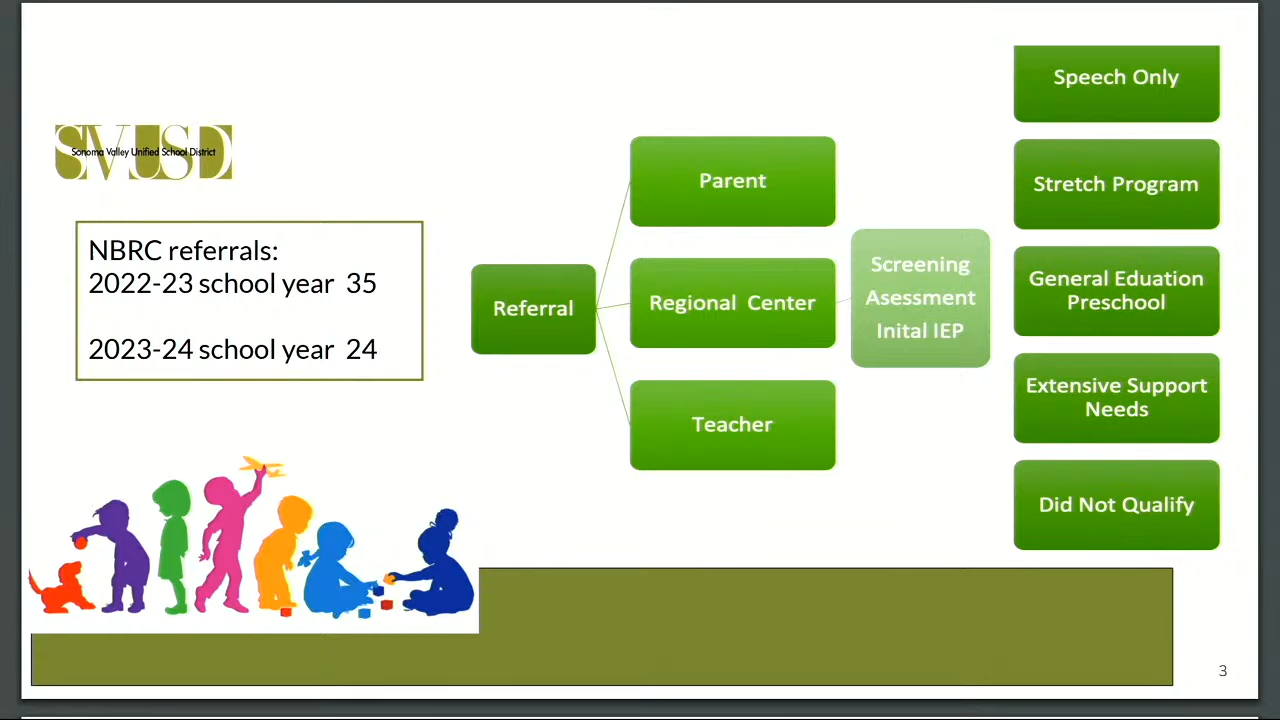 SVUSD
Sonoma Valley Unified School District
NBRC referrals:
2022-23 school year 35
2023-24 school year 24
Referral
Parent
Regional Center
Teacher
Screening
Asessment
Inital IEP
Speech Only
Stretch Program
General Eduation
Preschool
Extensive Support
Needs
Did Not Qualify
3